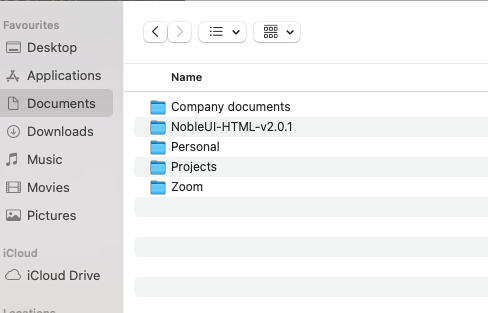 Favourites
Desktop
Applications
Documents
Downloads
Music
Movies
Pictures
iCloud
iCloud Drive
Locations
Name
Company documents
NobleUI-HTML-v2.0.1
Personal
Projects
Zoom